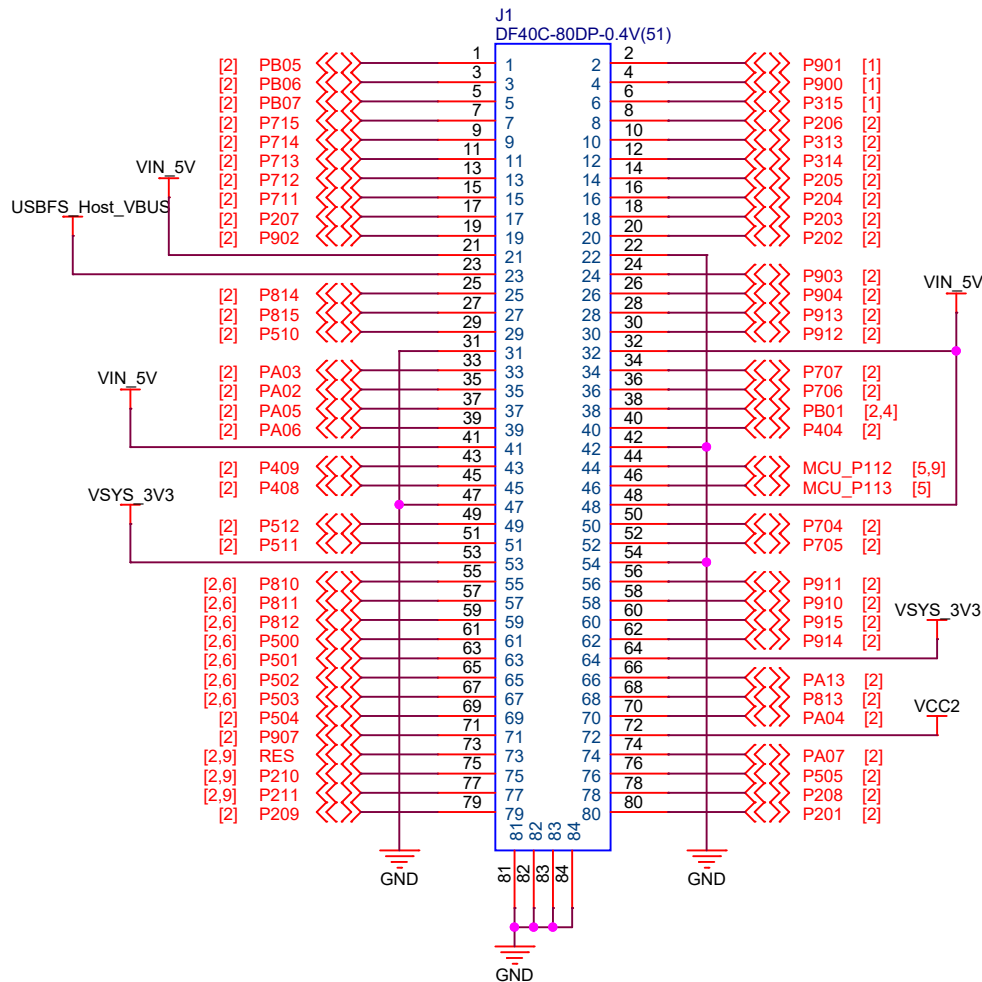 J1
DF40C-80DP-0.4V(51)
1 2
[2] PB05 1 2 P901 [1]
3 4
[2] PB06 3 4 P900 [1]
5 6
[2] PB07 5 6 P315 [1]
7 8
[2] P715 7 8 P206 [2]
9 10
[2] P714 9 10 P313 [2]
11 12
[2] P713 11 12 P314 [2]
VIN_5V 13 14
[2] P712 13 14 P205 [2]
15 16
[2] P711 15 16 P204 [2]
USBFS_Host_VBUS 17 18
[2] P207 17 18 P203 [2]
19 20
[2] P902 19 20 P202 [2]
21 22
21 22
23 24
23 24 P903 [2]
25 26 VIN_5V
[2] P814 25 26 P904 [2]
27 28
[2] P815 27 28 P913 [2]
29 30
[2] P510 29 30 P912 [2]
31 32
31 32
33 34
[2] PA03 33 34 P707 [2]
VIN_5V 35 36
[2] PA02 35 36 P706 [2]
37 38
[2] PA05 37 38 PB01 [2,4]
39 40
[2] PA06 39 40 P404 [2]
41 42
41 42
43 44
[2] P409 43 44 MCU_P112 [5,9]
45 46
[2] P408 45 46 MCU_P113 [5]
VSYS_3V3 47 48
47 48
49 50
[2] P512 49 50 P704 [2]
51 52
[2] P511 51 52 P705 [2]
53 54
53 54
55 56
[2,6] P810 55 56 P911 [2]
57 58
[2,6] P811 57 58 P910 [2]
59 60 VSYS_3V3
[2,6] P812 59 60 P915 [2]
61 62
[2,6] P500 61 62 P914 [2]
63 64
[2,6] P501 63 64
65 66
[2,6] P502 65 66 PA13 [2]
67 68
[2,6] P503 67 68 P813 [2]
69 70 VCC2
[2] P504 69 70 PA04 [2]
71 72
[2] P907 71 72
73 74
[2,9] RES 73 74 PA07 [2]
75 76
[2,9] P210 75 76 P505 [2]
77 78
[2,9] P211 77 78 P208 [2]
79 80
[2] P209 79 80 P201 [2]
81 82 83 84
81 82 83 84
GND GND
GND